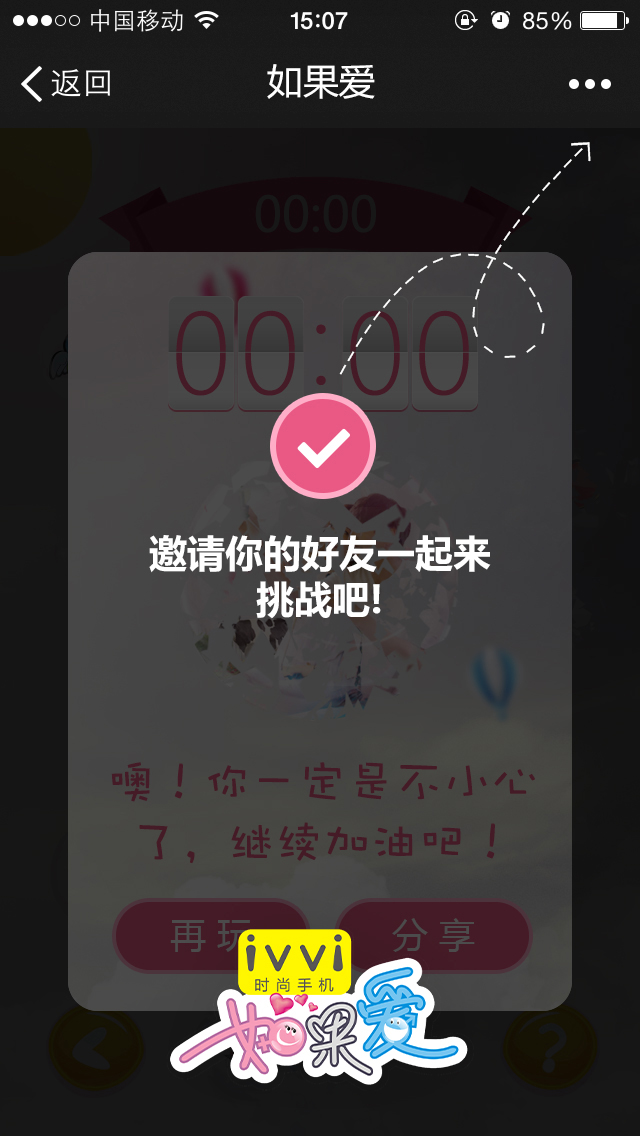 中国移动 15:07 85%
返回 如果爱
00:00
00:00
邀请你的好友一起来
挑战吧!
噢！你一定是不小心
了，继续加油吧！
再玩 分享
ivvi
时尚手机
如果爱
?